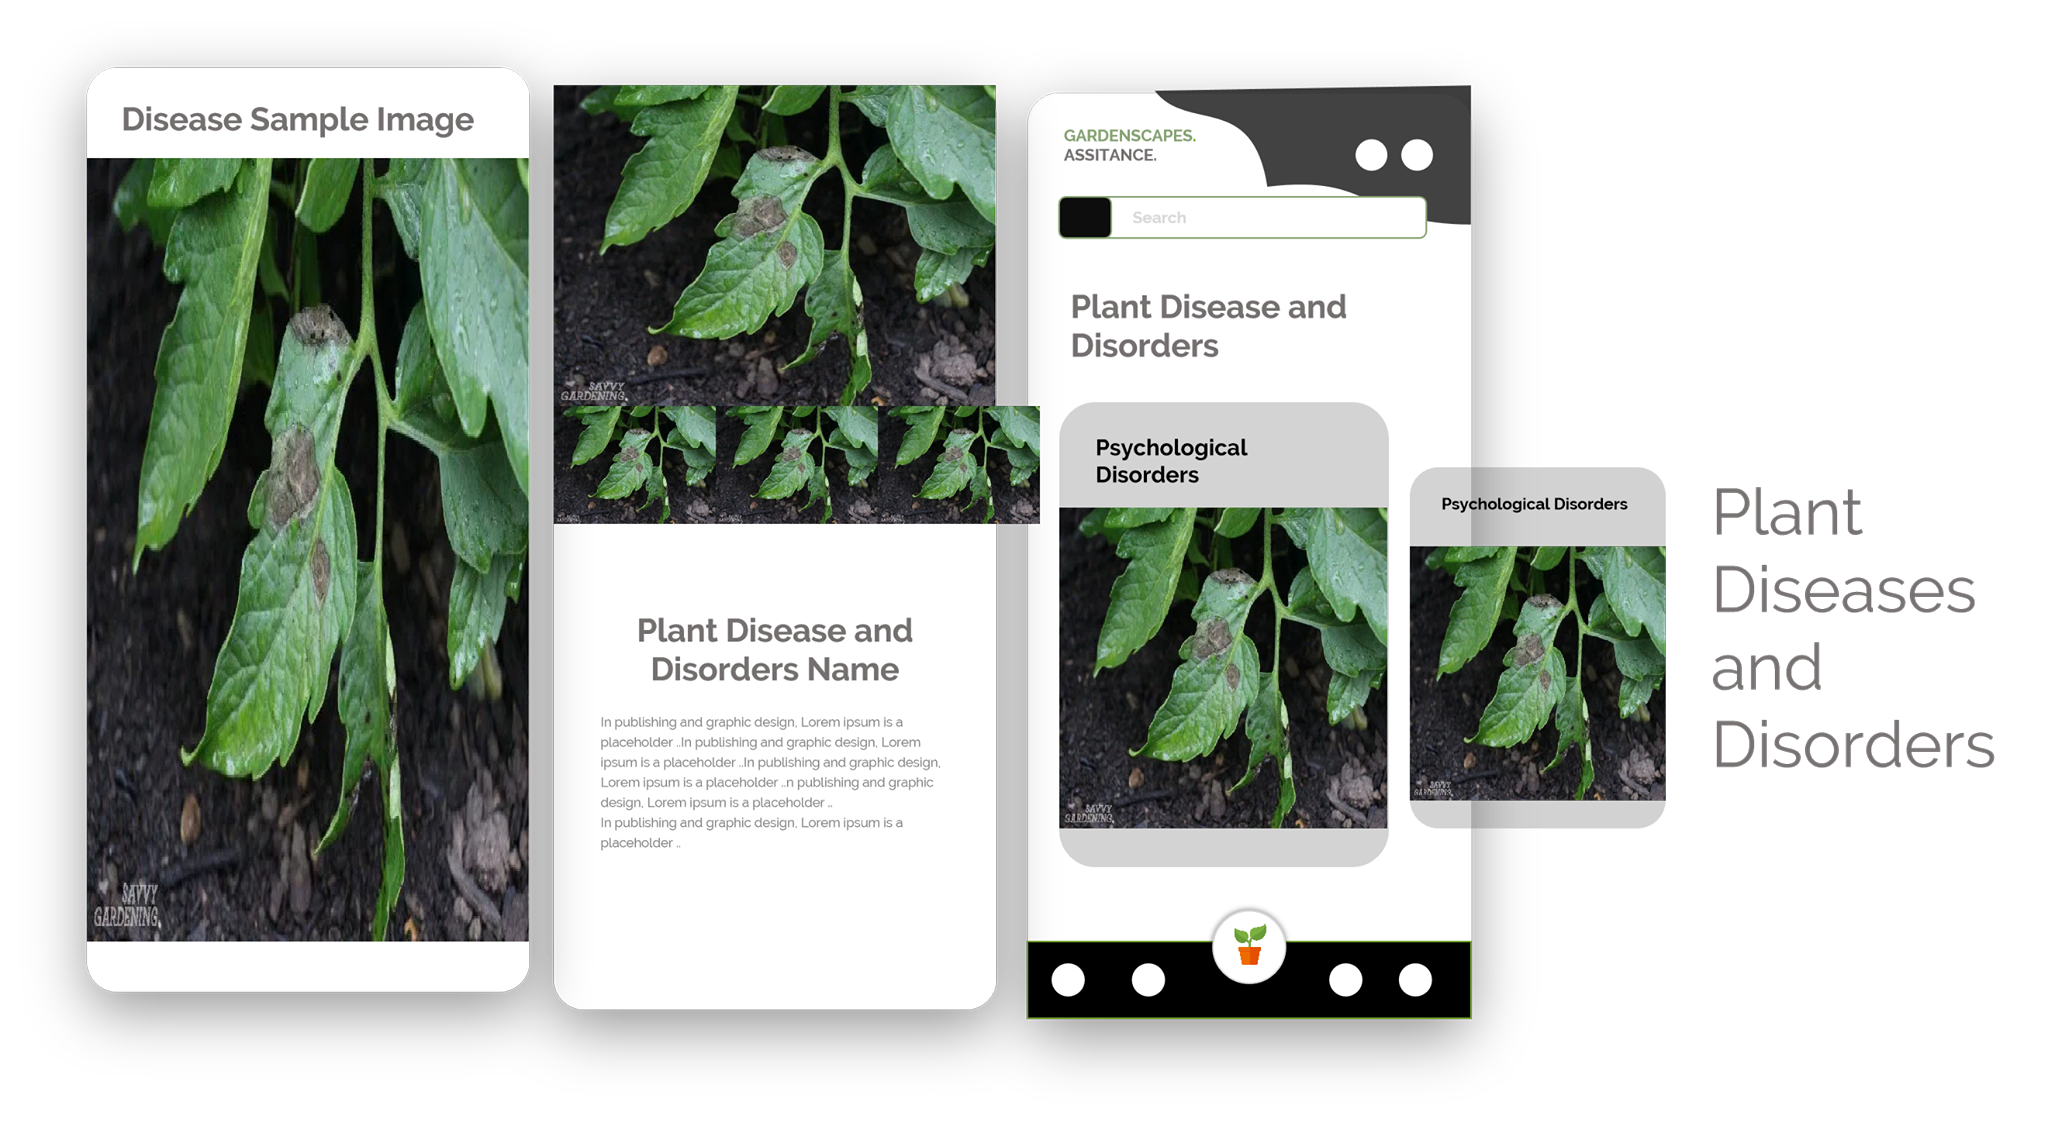 Disease Sample Image
SAVVY
GARDENING.
SAVVY
GARDENING.
Plant Disease and
Disorders Name
In publishing and graphic design, Lorem ipsum is a
placeholder ..In publishing and graphic design, Lorem
ipsum is a placeholder ..In publishing and graphic design,
Lorem ipsum is a placeholder ..n publishing and graphic
design, Lorem ipsum is a placeholder ..
In publishing and graphic design, Lorem ipsum is a
placeholder ..
GARDENSCAPES.
ASSITANCE.
Search
Plant Disease and
Disorders
Psychological
Disorders
SAVVY
GARDENING.
Psychological Disorders
SAVVY
GARDENING.
Plant
Diseases
and
Disorders